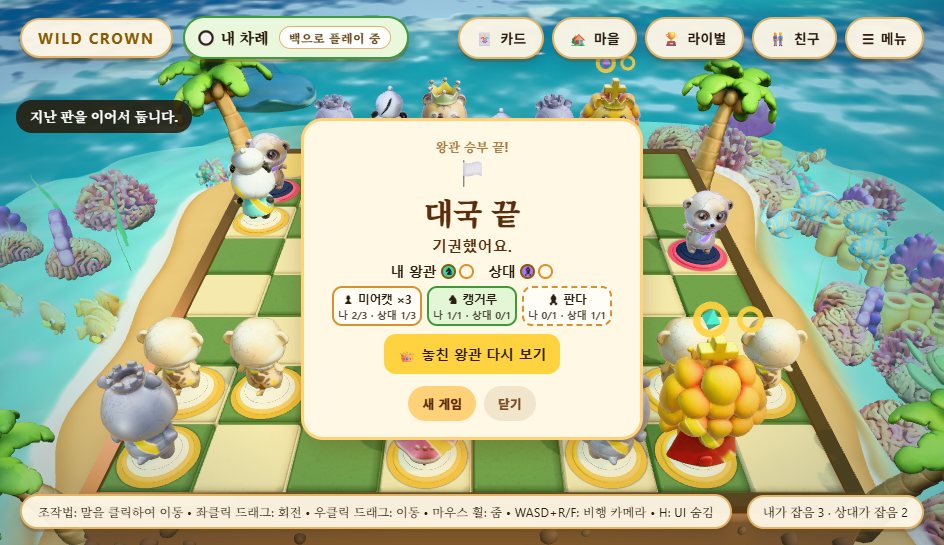 WILD CROWN
내 차례
백으로 플레이 중
카드
마을
라이벌
친구
☰ 메뉴
지난 판을 이어서 둡니다.
왕관 승부 끝!
대국 끝
기권했어요.
내 왕관 상대
♟ 미어캣 ×3
나 2/3 · 상대 1/3
♞ 캥거루
나 1/1 · 상대 0/1
♝ 판다
나 0/1 · 상대 1/1
놓친 왕관 다시 보기
새 게임
닫기
조작법: 말을 클릭하여 이동 • 좌클릭 드래그: 회전 • 우클릭 드래그: 이동 • 마우스 휠: 줌 • WASD+R/F: 비행 카메라 • H: UI 숨김
내가 잡음 3 · 상대가 잡음 2